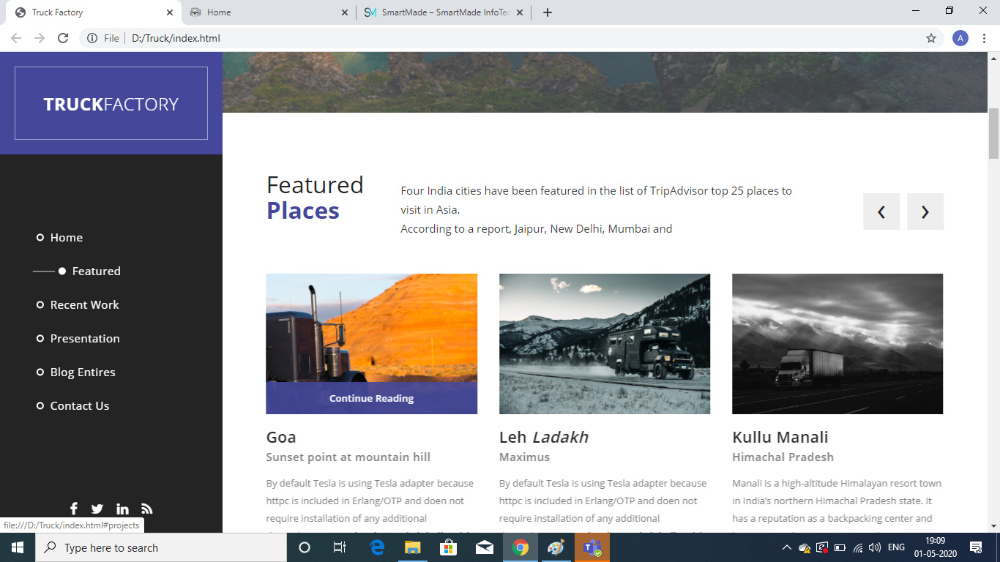 Truck Factory
Home
SmartMade – SmartMade InfoTec
File
D:/Truck/index.html
A
TRUCKFACTORY
Home
Featured
Recent Work
Presentation
Blog Entires
Contact Us
file:///D:/Truck/index.html#projects
Featured
Places
Four India cities have been featured in the list of TripAdvisor top 25 places to
visit in Asia.
According to a report, Jaipur, New Delhi, Mumbai and
Continue Reading
Goa
Sunset point at mountain hill
By default Tesla is using Tesla adapter because
httpc is included in Erlang/OTP and doen not
require installation of any additional
Leh Ladakh
Maximus
By default Tesla is using Tesla adapter because
httpc is included in Erlang/OTP and doen not
require installation of any additional
Kullu Manali
Himachal Pradesh
Manali is a high-altitude Himalayan resort town
in India's northern Himachal Pradesh state. It
has a reputation as a backpacking center and
Type here to search
ENG
19:09
01-05-2020